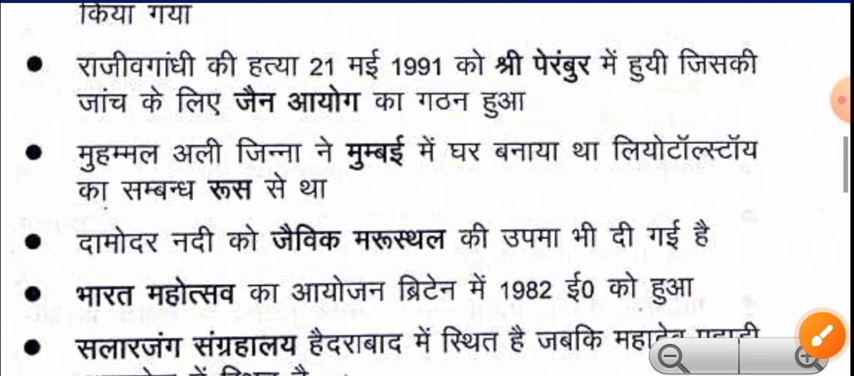 किया गया
राजीवगांधी की हत्या 21 मई 1991 को श्री पेरंबुर में हुयी जिसकी
जांच के लिए जैन आयोग का गठन हुआ
मुहम्मल अली जिन्ना ने मुम्बई में घर बनाया था लियोटॉल्स्टॉय
का सम्बन्ध रूस से था
दामोदर नदी को जैविक मरूस्थल की उपमा भी दी गई है
भारत महोत्सव का आयोजन ब्रिटेन में 1982 ई0 को हुआ
सलारजंग संग्रहालय हैदराबाद में स्थित है जबकि